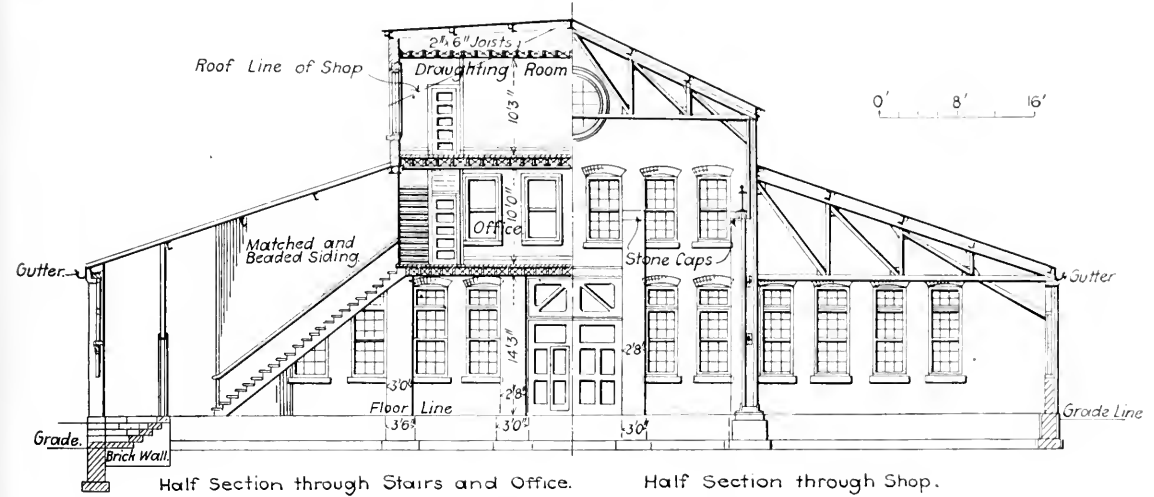 2"x 6" Joists
Roof Line of Shop
Draughting Room
0' 8' 16'
10'3"
10'0"
Office
Matched and
Beaded Siding
Stone Caps
Gutter
Gutter
14'3"
2'8"
3'0"
2'8"
Floor Line
Grade Line
3'6"
3'0"
3'0"
Grade.
Brick Wall.
Half Section through Stairs and Office.
Half Section through Shop.